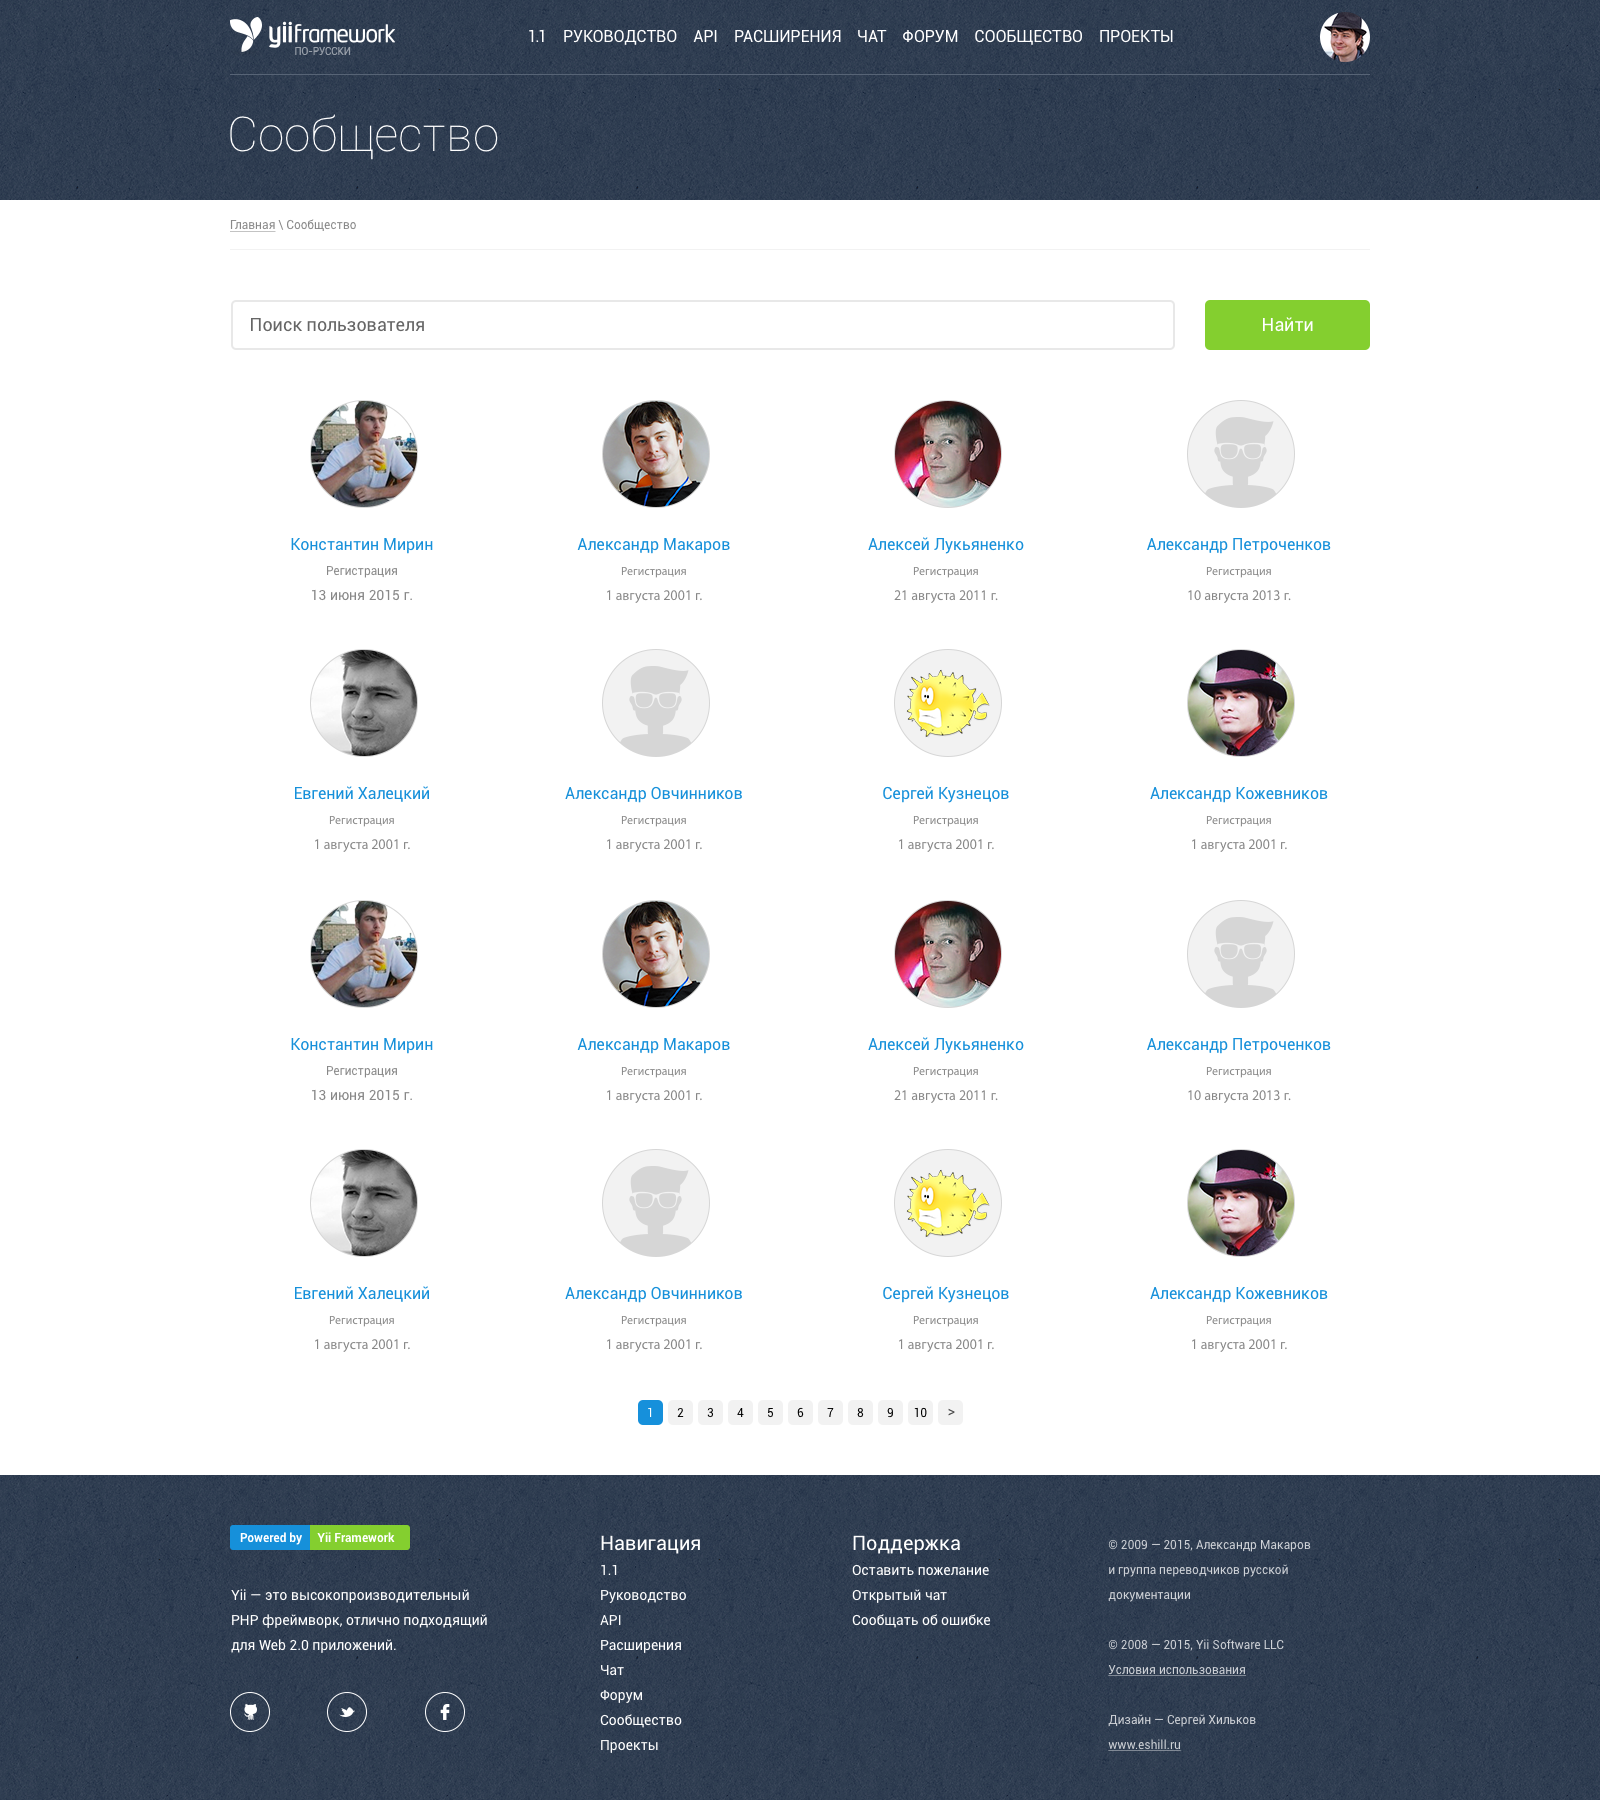 yiiframework
ПО-РУССКИ
1.1 РУКОВОДСТВО API РАСШИРЕНИЯ ЧАТ ФОРУМ СООБЩЕСТВО ПРОЕКТЫ
Сообщество
Главная \ Сообщество
Поиск пользователя
Найти
Константин Мирин Александр Макаров Алексей Лукьяненко Александр Петроченков
Регистрация Регистрация Регистрация Регистрация
13 июня 2015 г. 1 августа 2001 г. 21 августа 2011 г. 10 августа 2013 г.
Евгений Халецкий Александр Овчинников Сергей Кузнецов Александр Кожевников
Регистрация Регистрация Регистрация Регистрация
1 августа 2001 г. 1 августа 2001 г. 1 августа 2001 г. 1 августа 2001 г.
Константин Мирин Александр Макаров Алексей Лукьяненко Александр Петроченков
Регистрация Регистрация Регистрация Регистрация
13 июня 2015 г. 1 августа 2001 г. 21 августа 2011 г. 10 августа 2013 г.
Евгений Халецкий Александр Овчинников Сергей Кузнецов Александр Кожевников
Регистрация Регистрация Регистрация Регистрация
1 августа 2001 г. 1 августа 2001 г. 1 августа 2001 г. 1 августа 2001 г.
1 2 3 4 5 6 7 8 9 10 >
Powered by Yii Framework
Yii — это высокопроизводительный
PHP фреймворк, отлично подходящий
для Web 2.0 приложений.
Навигация
1.1
Руководство
API
Расширения
Чат
Форум
Сообщество
Проекты
Поддержка
Оставить пожелание
Открытый чат
Сообщать об ошибке
© 2009 — 2015, Александр Макаров
и группа переводчиков русской
документации
© 2008 — 2015, Yii Software LLC
Условия использования
Дизайн — Сергей Хильков
www.eshill.ru